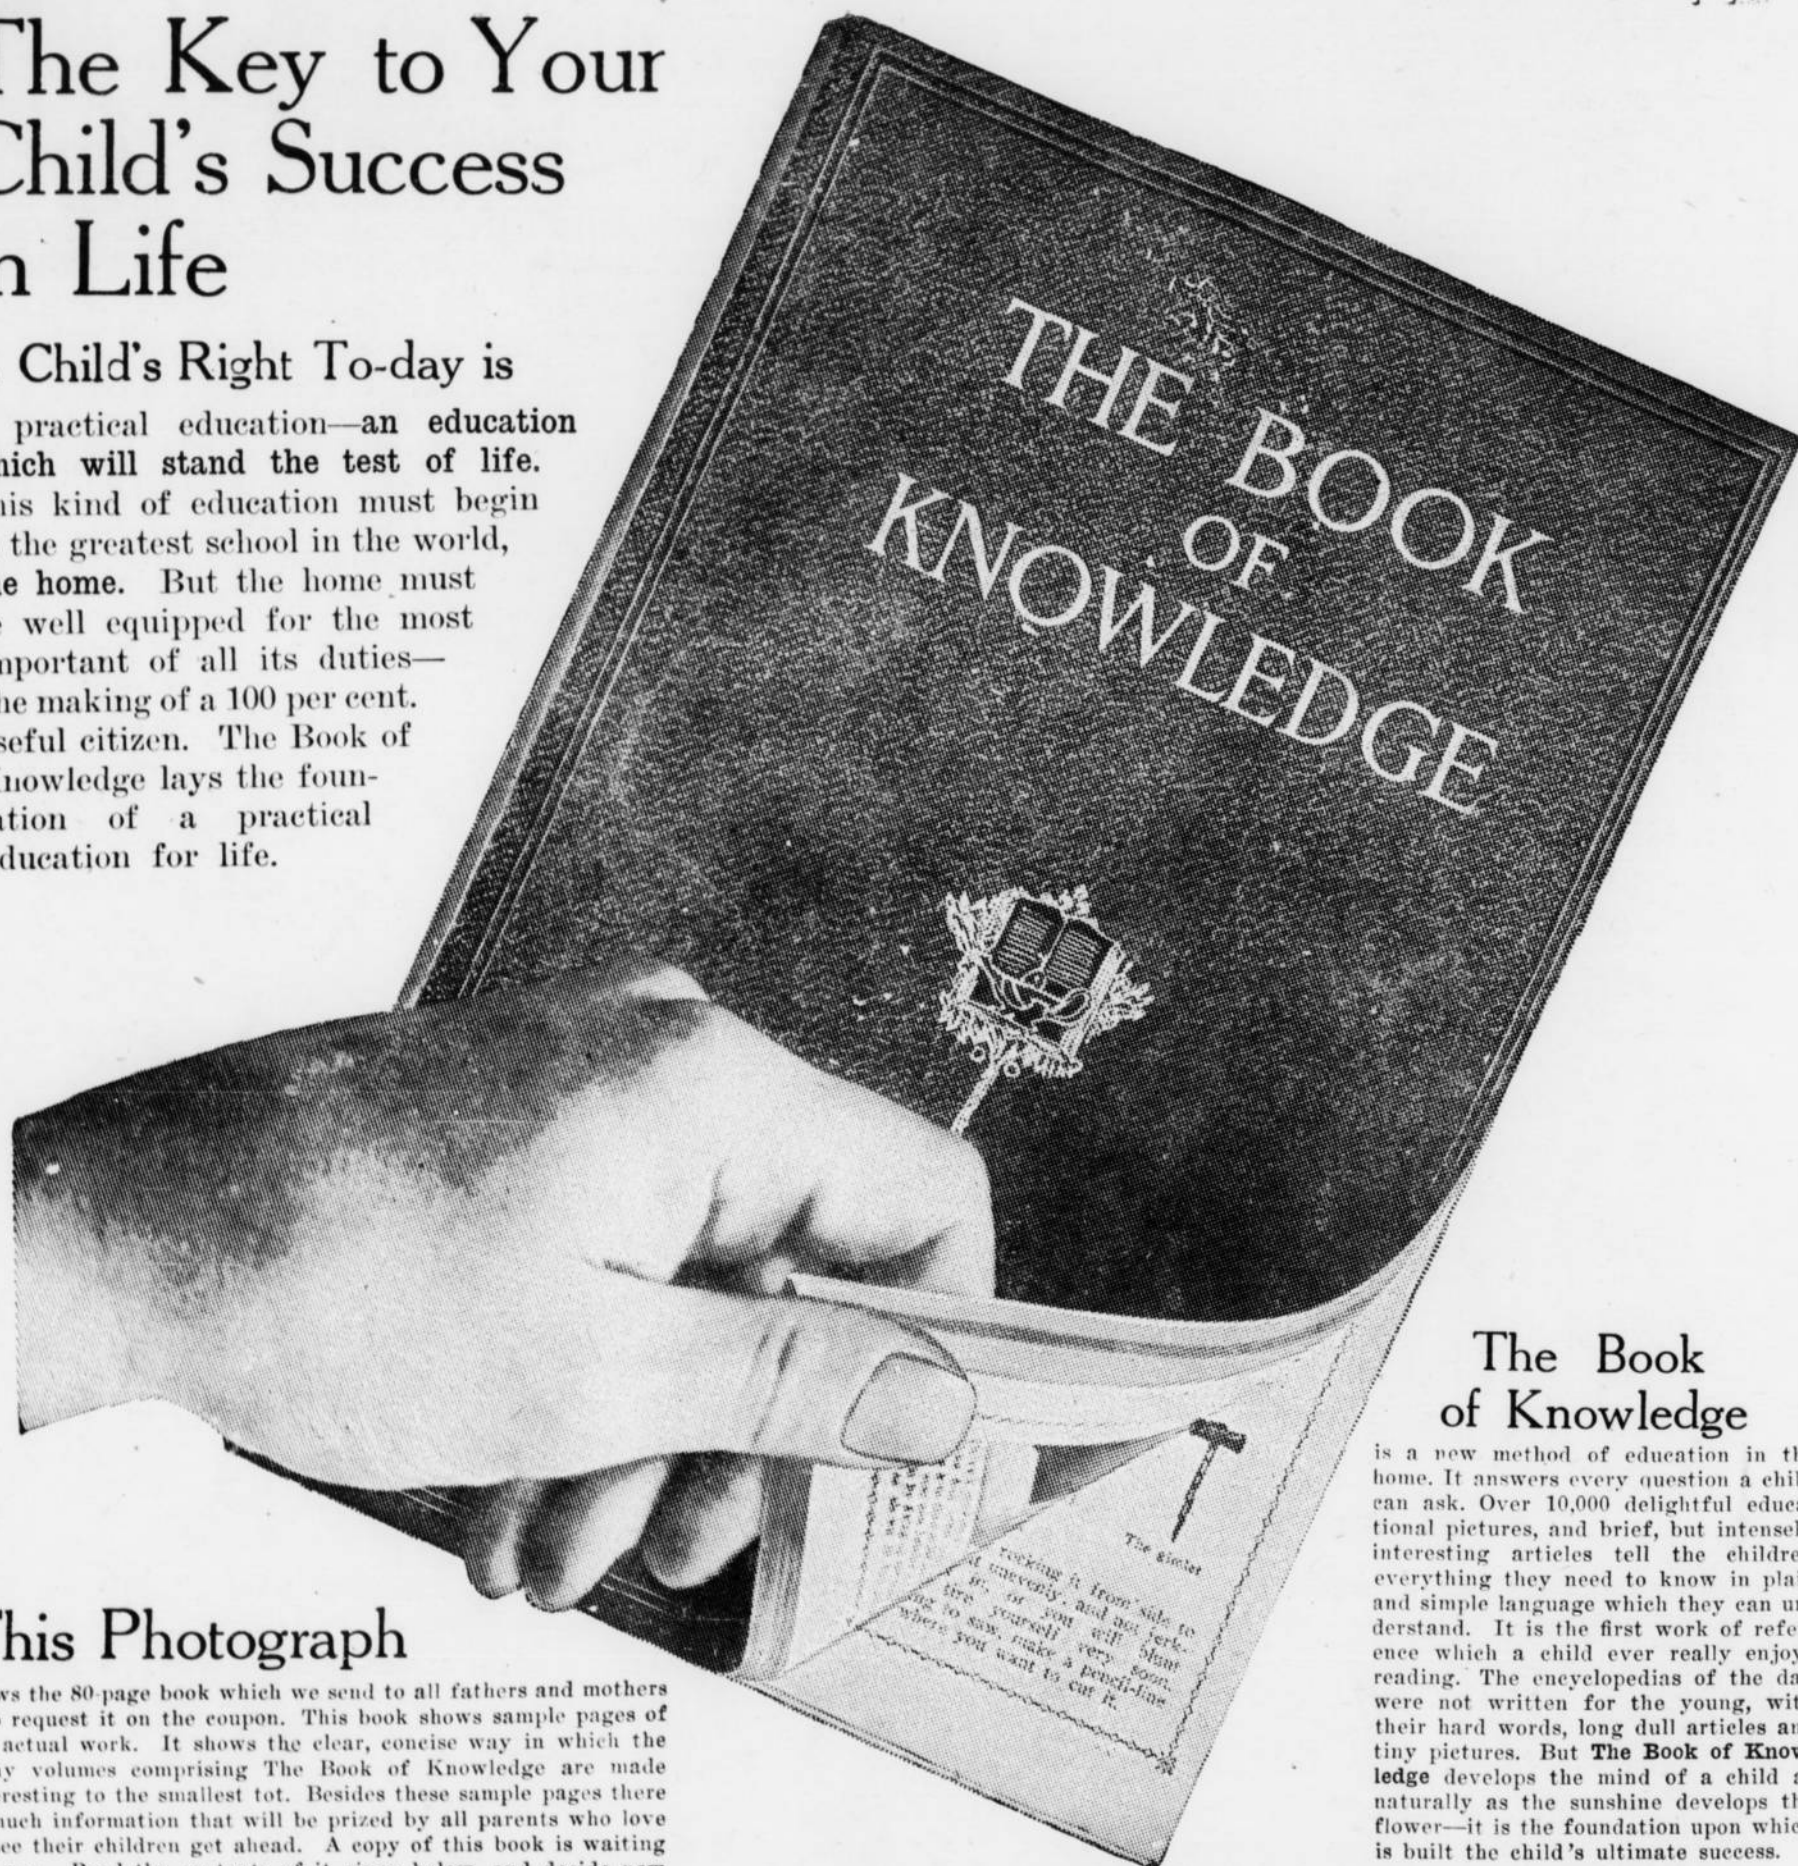 The Key to Your
Child's Success
n Life
Child's Right To-day is
practical education—an education
hich will stand the test of life.
his kind of education must begin
the greatest school in the world,
e home. But the home must
well equipped for the most
mportant of all its duties—
he making of a 100 per cent.
seful citizen. The Book of
nowledge lays the foun-
ation of a practical
ducation for life.
THE BOOK
OF
KNOWLEDGE
The gimlet
rocking it from side to
it unevenly, and not jerk-
in, or you will blunt
tire yourself very soon.
ing to saw, make a pencil-line
where you want to cut it.
This Photograph
ws the 80-page book which we send to all fathers and mothers
request it on the coupon. This book shows sample pages of
actual work. It shows the clear, concise way in which the
y volumes comprising The Book of Knowledge are made
resting to the smallest tot. Besides these sample pages there
uch information that will be prized by all parents who love
ee their children get ahead. A copy of this book is waiting
The Book
of Knowledge
is a new method of education in th
home. It answers every question a chil
can ask. Over 10,000 delightful educa
tional pictures, and brief, but intensel
interesting articles tell the childre
everything they need to know in plai
and simple language which they can un
derstand. It is the first work of refer
ence which a child ever really enjoy
reading. The encyclopedias of the da
were not written for the young, wit
their hard words, long dull articles an
tiny pictures. But The Book of Know
ledge develops the mind of a child a
naturally as the sunshine develops th
flower—it is the foundation upon whic
is built the child's ultimate success.